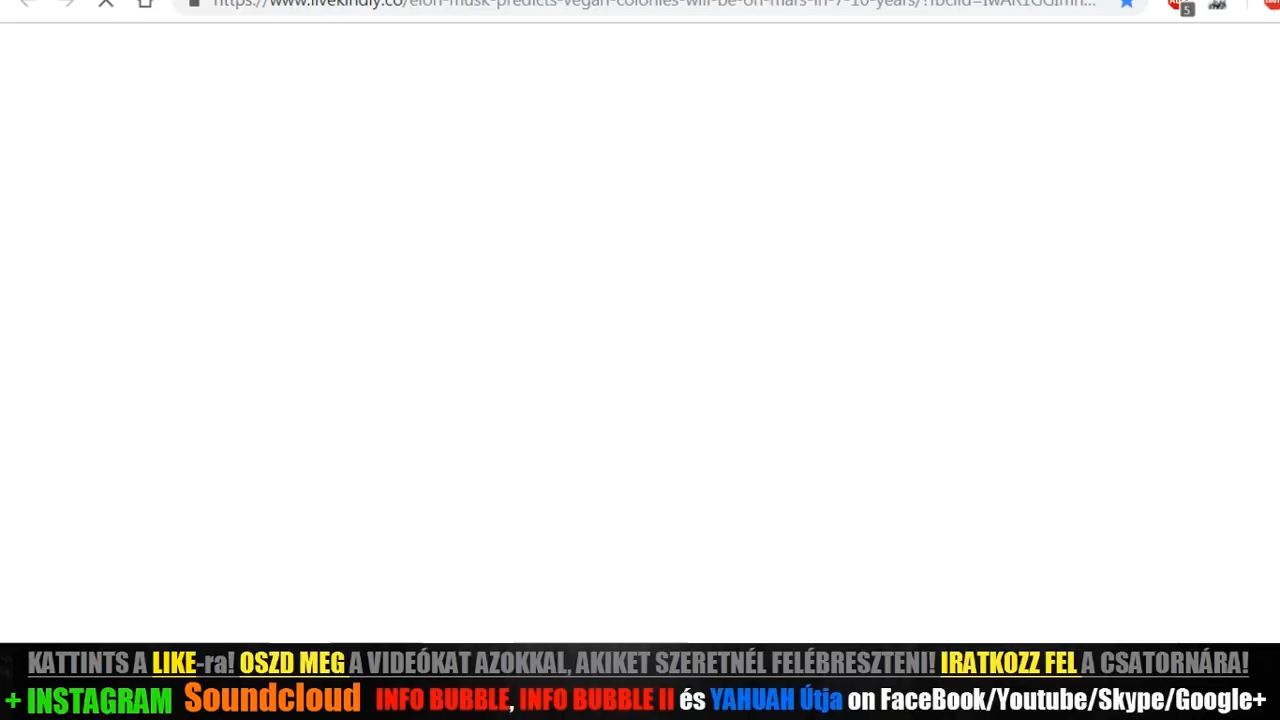 https://www.livekindly.co/elon-musk-predicts-vegan-colonies-will-be-on-mars-in-7-10-years/?fbclid=IwAR1GGImn...
5
KATTINTS A LIKE-ra! OSZD MEG A VIDEÓKAT AZOKKAL, AKIKET SZERETNÉL FELÉBRESZTENI! IRATKOZZ FEL A CSATORNÁRA!
+ INSTAGRAM Soundcloud INFO BUBBLE, INFO BUBBLE II és YAHUAH Útja on FaceBook/Youtube/Skype/Google+